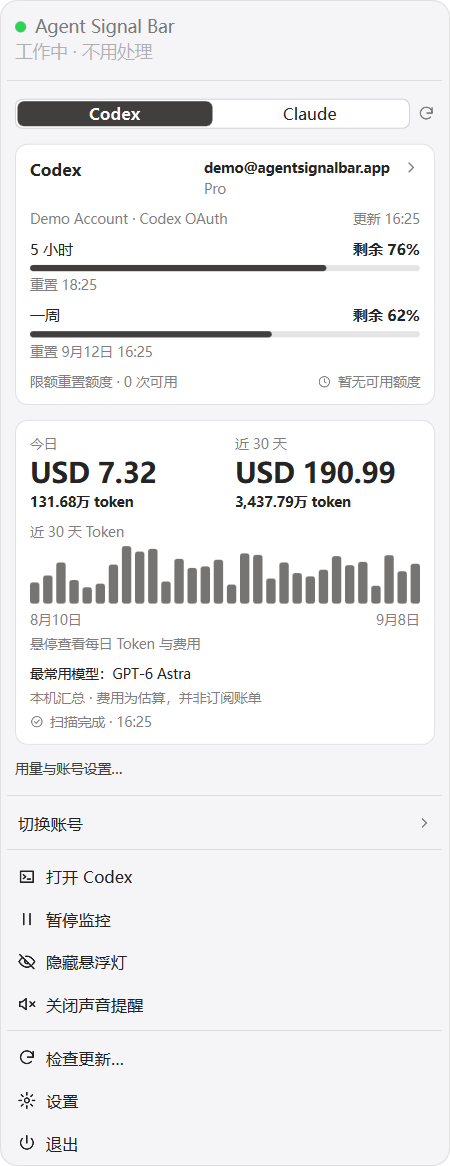 Agent Signal Bar
工作中 · 不用处理
Codex
Claude
Codex
demo@agentsignalbar.app
Pro
Demo Account · Codex OAuth
更新 16:25
5 小时
剩余 76%
重置 18:25
一周
剩余 62%
重置 9月12日 16:25
限额重置额度 · 0 次可用
暂无可用额度
今日
近 30 天
USD 7.32
USD 190.99
131.68万 token
3,437.79万 token
近 30 天 Token
8月10日
9月8日
悬停查看每日 Token 与费用
最常用模型：GPT-6 Astra
本机汇总 · 费用为估算，并非订阅账单
扫描完成 · 16:25
用量与账号设置...
切换账号
打开 Codex
暂停监控
隐藏悬浮灯
关闭声音提醒
检查更新...
设置
退出